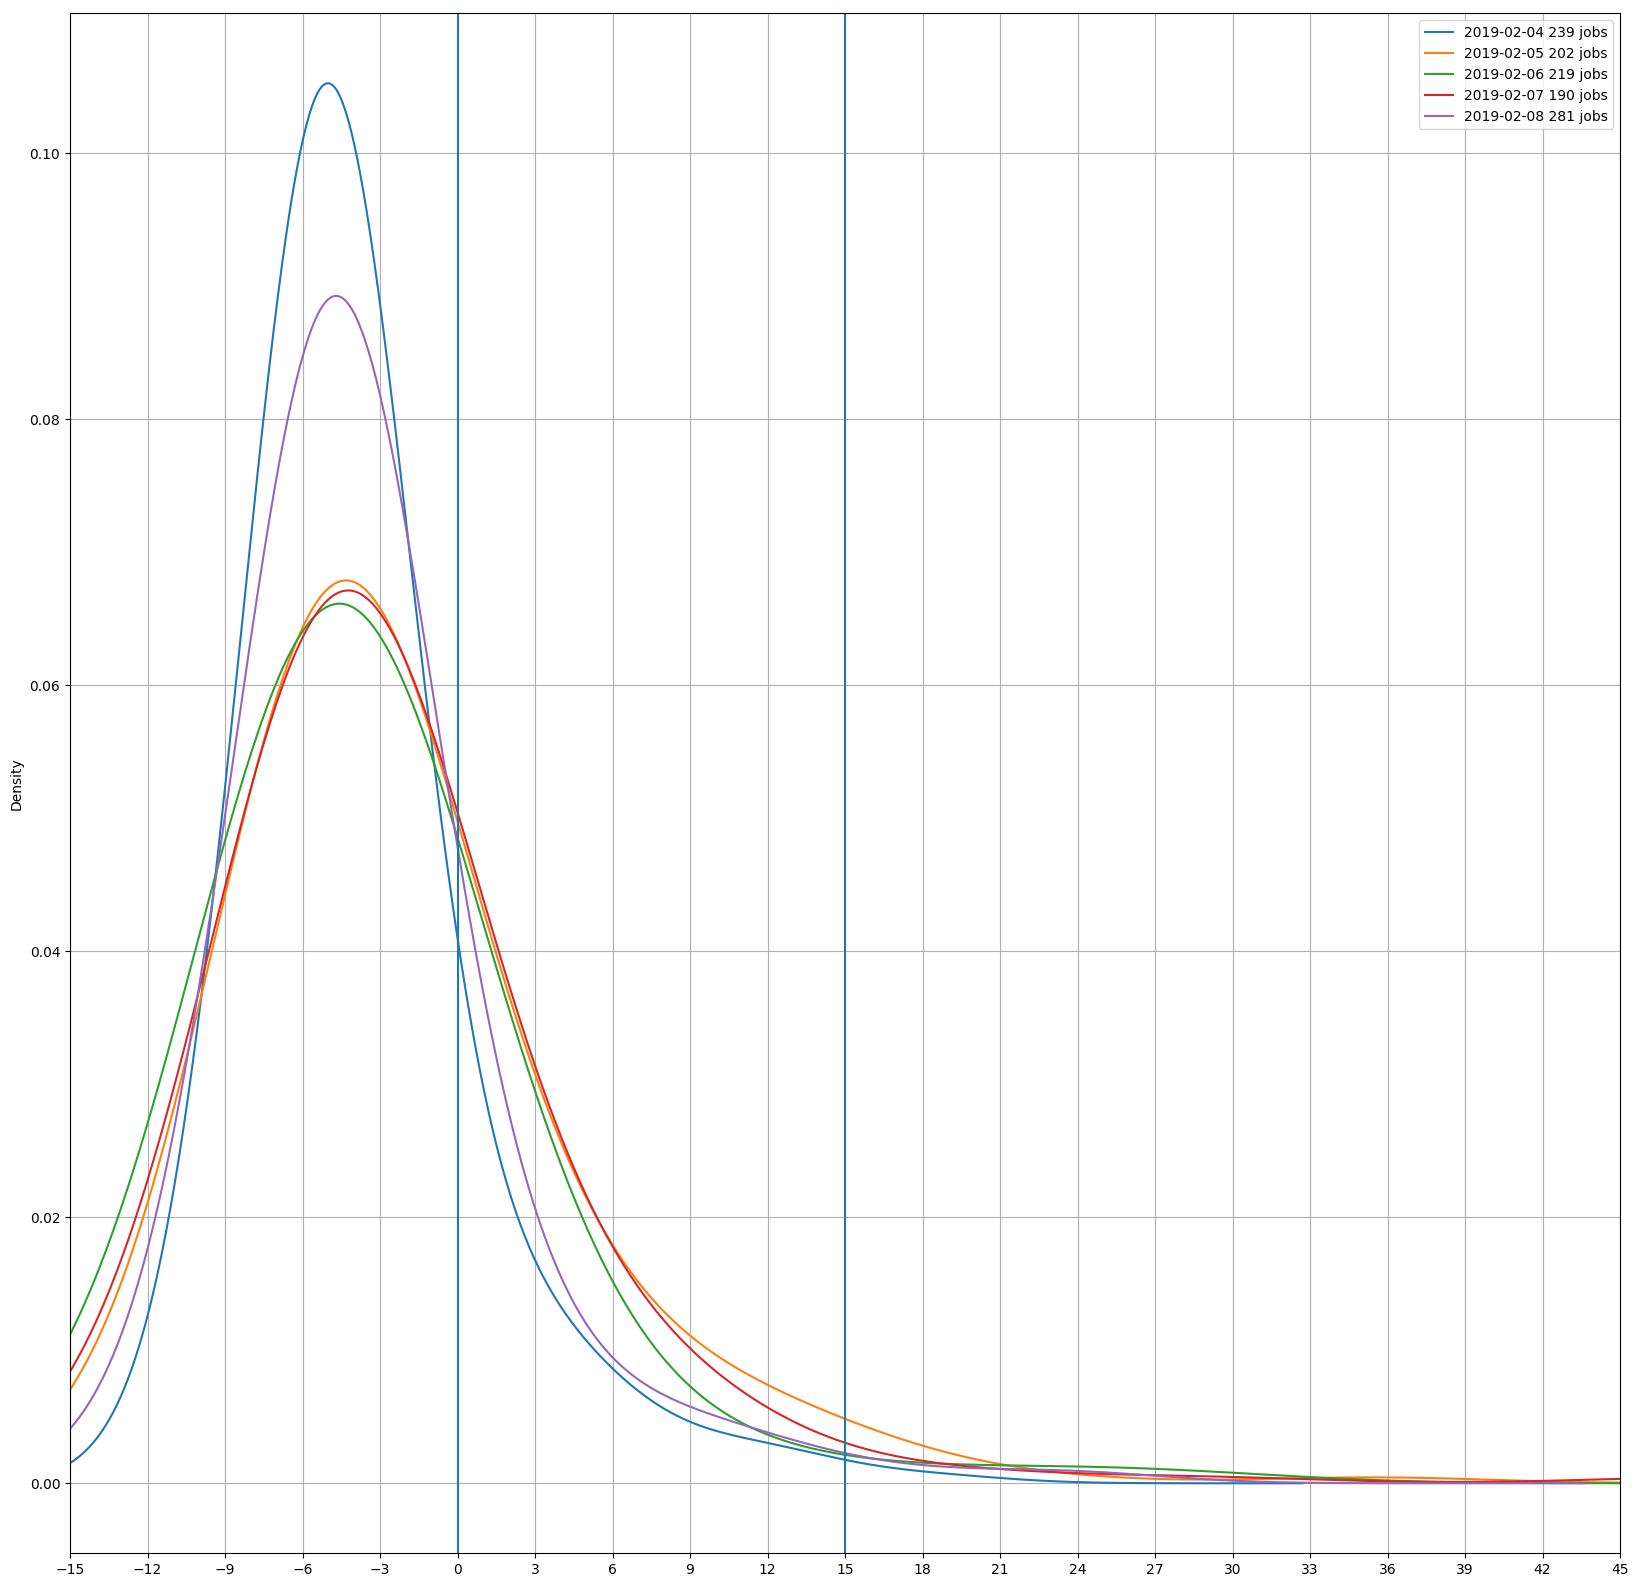 2019-02-04 239 jobs
2019-02-05 202 jobs
2019-02-06 219 jobs
2019-02-07 190 jobs
2019-02-08 281 jobs
0.10
0.08
0.06
0.04
0.02
0.00
Density
−15 −12 −9 −6 −3 0 3 6 9 12 15 18 21 24 27 30 33 36 39 42 45